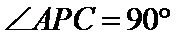 ∠APC = 90°